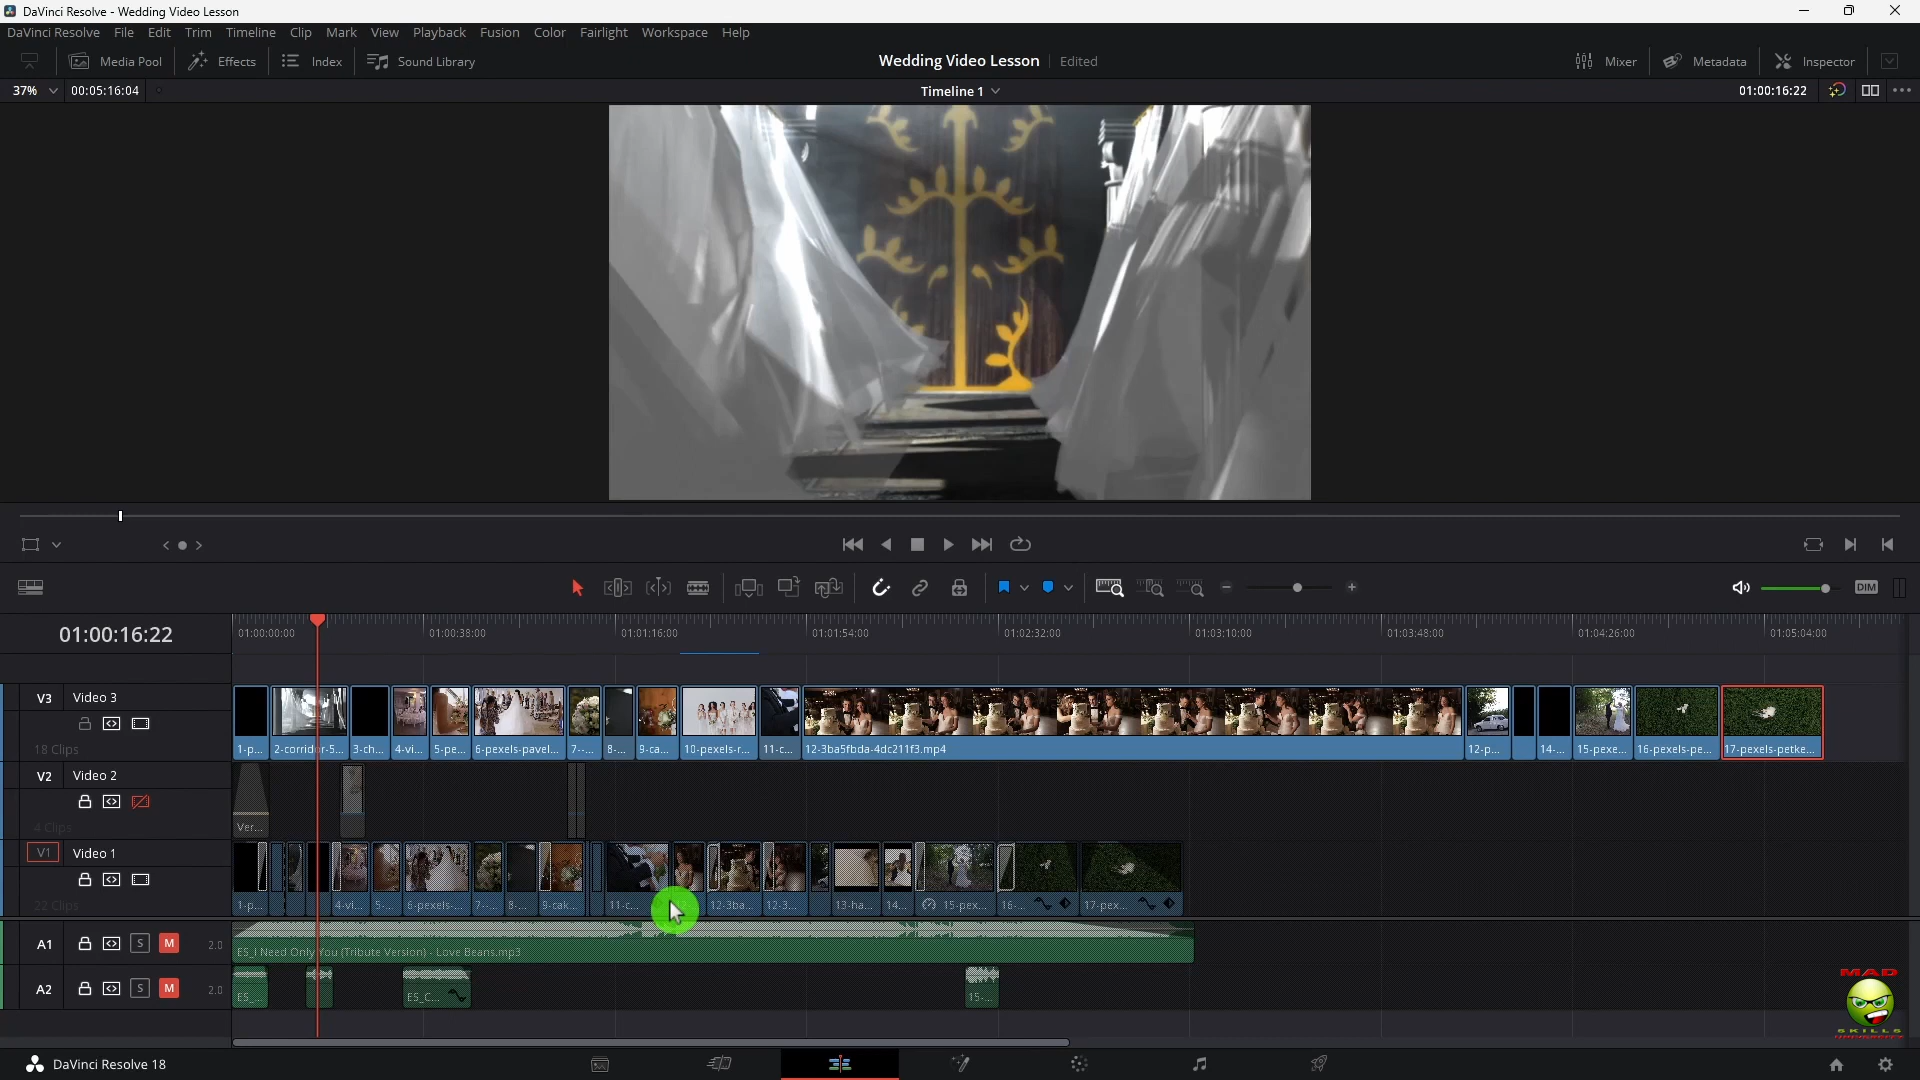 DaVinci Resolve - Wedding Video Lesson
DaVinci Resolve File Edit Trim Timeline Clip Mark View Playback Fusion Color Fairlight Workspace Help
Media Pool Effects Index Sound Library Wedding Video Lesson Edited Mixer Metadata Inspector
37% 00:05:16:04 Timeline 1 01:00:16:22
DIM
01:00:16:22
01:00:00:00 01:00:38:00 01:01:16:00 01:01:54:00 01:02:32:00 01:03:10:00 01:03:48:00 01:04:26:00 01:05:04:00
V3 Video 3
18 Clips 1-p... 2-corridor-5... 3-ch... 4-vi... 5-pe... 6-pexels-pavel... 7--... 8-... 9-ca... 10-pexels-r... 11-c... 12-3ba5fbda-4dc211f3.mp4 12-p... 14-... 15-pexe... 16-pexels-pe... 17-pexels-petke...
V2 Video 2
4 Clips Ver...
V1 Video 1
22 Clips 1-p... 4-vi... 5-... 6-pexels-... 7--... 8-... 9-cak... 11-c... 12-3ba... 12-3... 13-ha... 14... 15-pex... 16-... 17-pex...
A1 S M 2.0 ES_I Need Only You (Tribute Version) - Love Beans.mp3
A2 S M 2.0 ES_... ES_C... 15-...
MAD
SKILLS
DaVinci Resolve 18